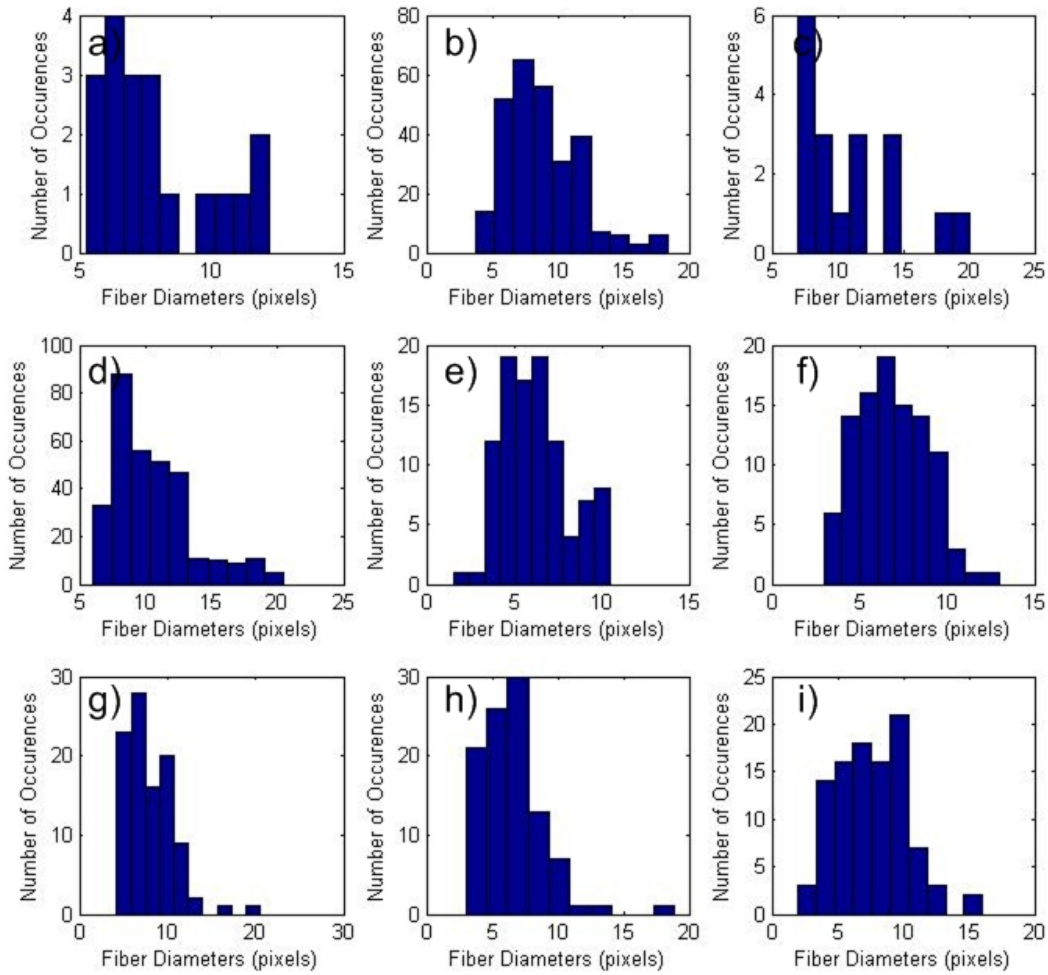 a)
4
3
2
1
0
5 10 15
Number of Occurences
Fiber Diameters (pixels)
b)
80
60
40
20
0
0 5 10 15 20
Number of Occurences
Fiber Diameters (pixels)
c)
6
4
2
0
5 10 15 20 25
Number of Occurences
Fiber Diameters (pixels)
d)
100
80
60
40
20
0
5 10 15 20 25
Number of Occurences
Fiber Diameters (pixels)
e)
20
15
10
5
0
0 5 10 15
Number of Occurences
Fiber Diameters (pixels)
f)
20
15
10
5
0
0 5 10 15
Number of Occurences
Fiber Diameters (pixels)
g)
30
20
10
0
0 10 20 30
Number of Occurences
Fiber Diameters (pixels)
h)
30
20
10
0
0 5 10 15 20
Number of Occurences
Fiber Diameters (pixels)
i)
25
20
15
10
5
0
0 5 10 15 20
Number of Occurences
Fiber Diameters (pixels)